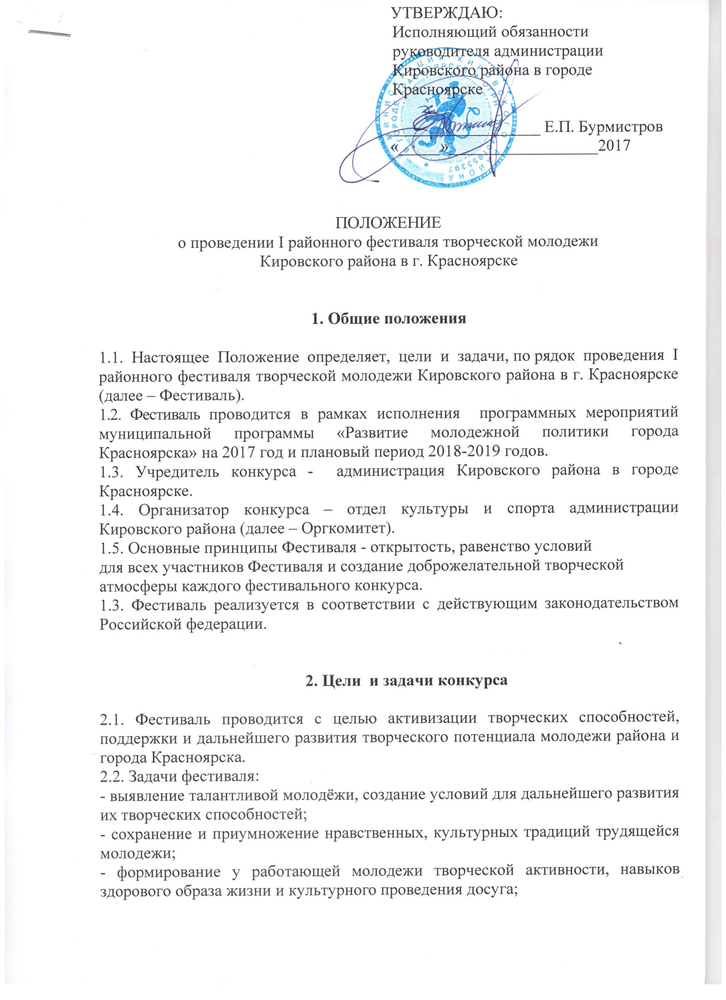 УТВЕРЖДАЮ:
Исполняющий обязанности
руководителя администрации
Кировского района в городе
Красноярске
__________________ Е.П. Бурмистров
«_____»__________________2017
ПОЛОЖЕНИЕ
о проведении I районного фестиваля творческой молодежи
Кировского района в г. Красноярске
1. Общие положения
1.1. Настоящее Положение определяет, цели и задачи, по рядок проведения I
районного фестиваля творческой молодежи Кировского района в г. Красноярске
(далее – Фестиваль).
1.2. Фестиваль проводится в рамках исполнения программных мероприятий
муниципальной программы «Развитие молодежной политики города
Красноярска» на 2017 год и плановый период 2018-2019 годов.
1.3. Учредитель конкурса - администрация Кировского района в городе
Красноярске.
1.4. Организатор конкурса – отдел культуры и спорта администрации
Кировского района (далее – Оргкомитет).
1.5. Основные принципы Фестиваля - открытость, равенство условий
для всех участников Фестиваля и создание доброжелательной творческой
атмосферы каждого фестивального конкурса.
1.3. Фестиваль реализуется в соответствии с действующим законодательством
Российской федерации.
2. Цели и задачи конкурса
2.1. Фестиваль проводится с целью активизации творческих способностей,
поддержки и дальнейшего развития творческого потенциала молодежи района и
города Красноярска.
2.2. Задачи фестиваля:
- выявление талантливой молодёжи, создание условий для дальнейшего развития
их творческих способностей;
- сохранение и приумножение нравственных, культурных традиций трудящейся
молодежи;
- формирование у работающей молодежи творческой активности, навыков
здорового образа жизни и культурного проведения досуга;